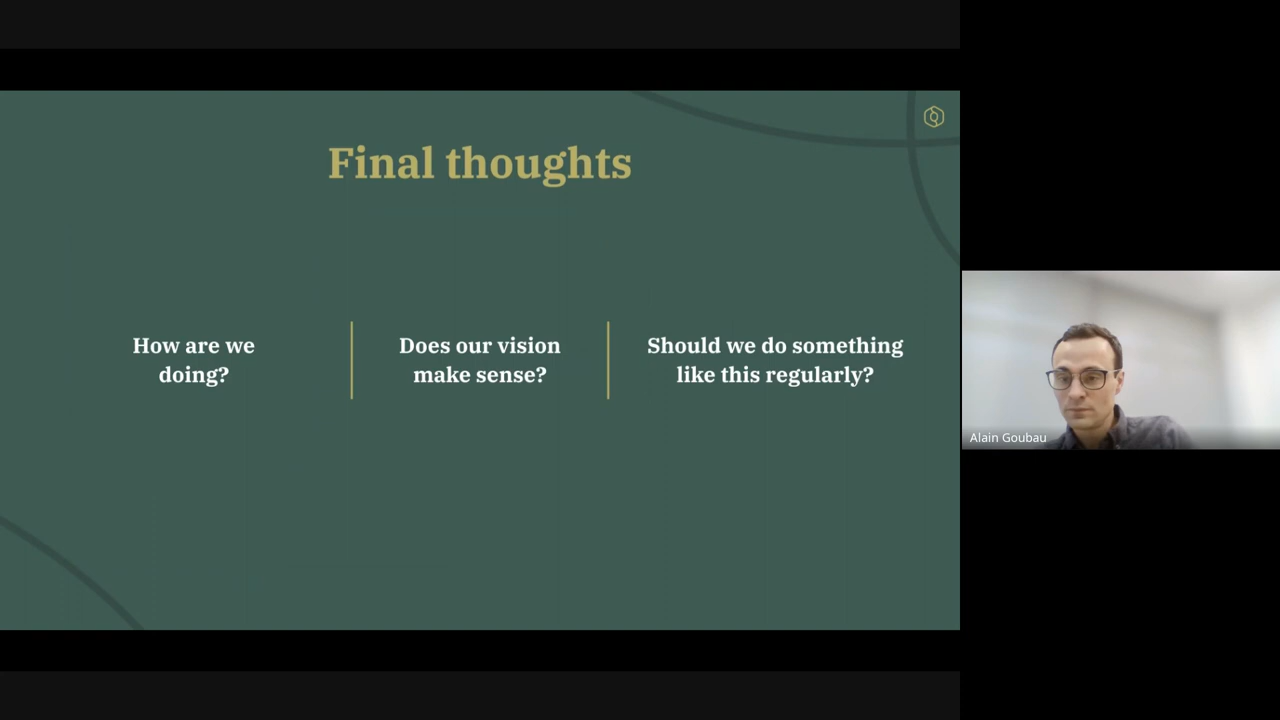 Final thoughts
How are we
doing?
Does our vision
make sense?
Should we do something
like this regularly?
Alain Goubau